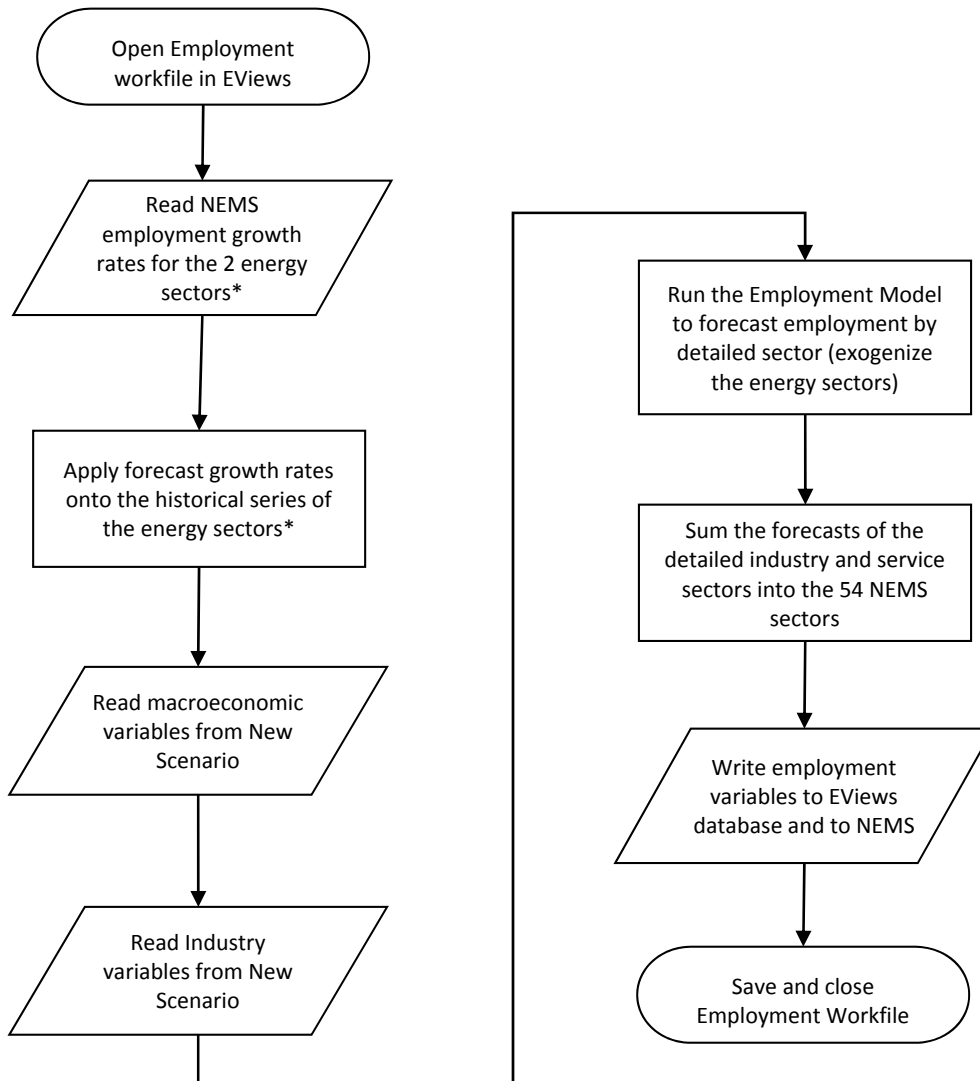 Open Employment
workfile in EViews
Read NEMS
employment growth
rates for the 2 energy
sectors*
Apply forecast growth rates
onto the historical series of
the energy sectors*
Read macroeconomic
variables from New
Scenario
Read Industry
variables from New
Scenario
Run the Employment Model
to forecast employment by
detailed sector (exogenize
the energy sectors)
Sum the forecasts of the
detailed industry and service
sectors into the 54 NEMS
sectors
Write employment
variables to EViews
database and to NEMS
Save and close
Employment Workfile